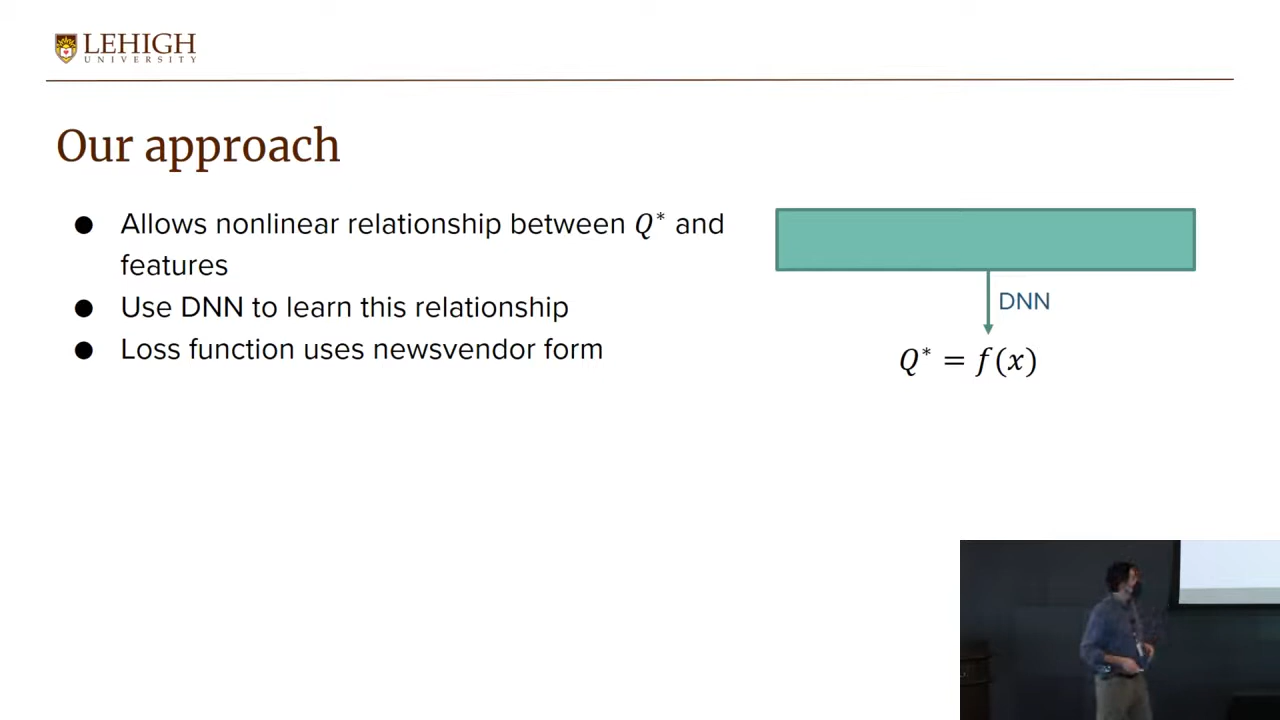 LEHIGH
UNIVERSITY
Our approach
● Allows nonlinear relationship between Q* and
features
● Use DNN to learn this relationship
● Loss function uses newsvendor form
DNN
Q* = f(x)